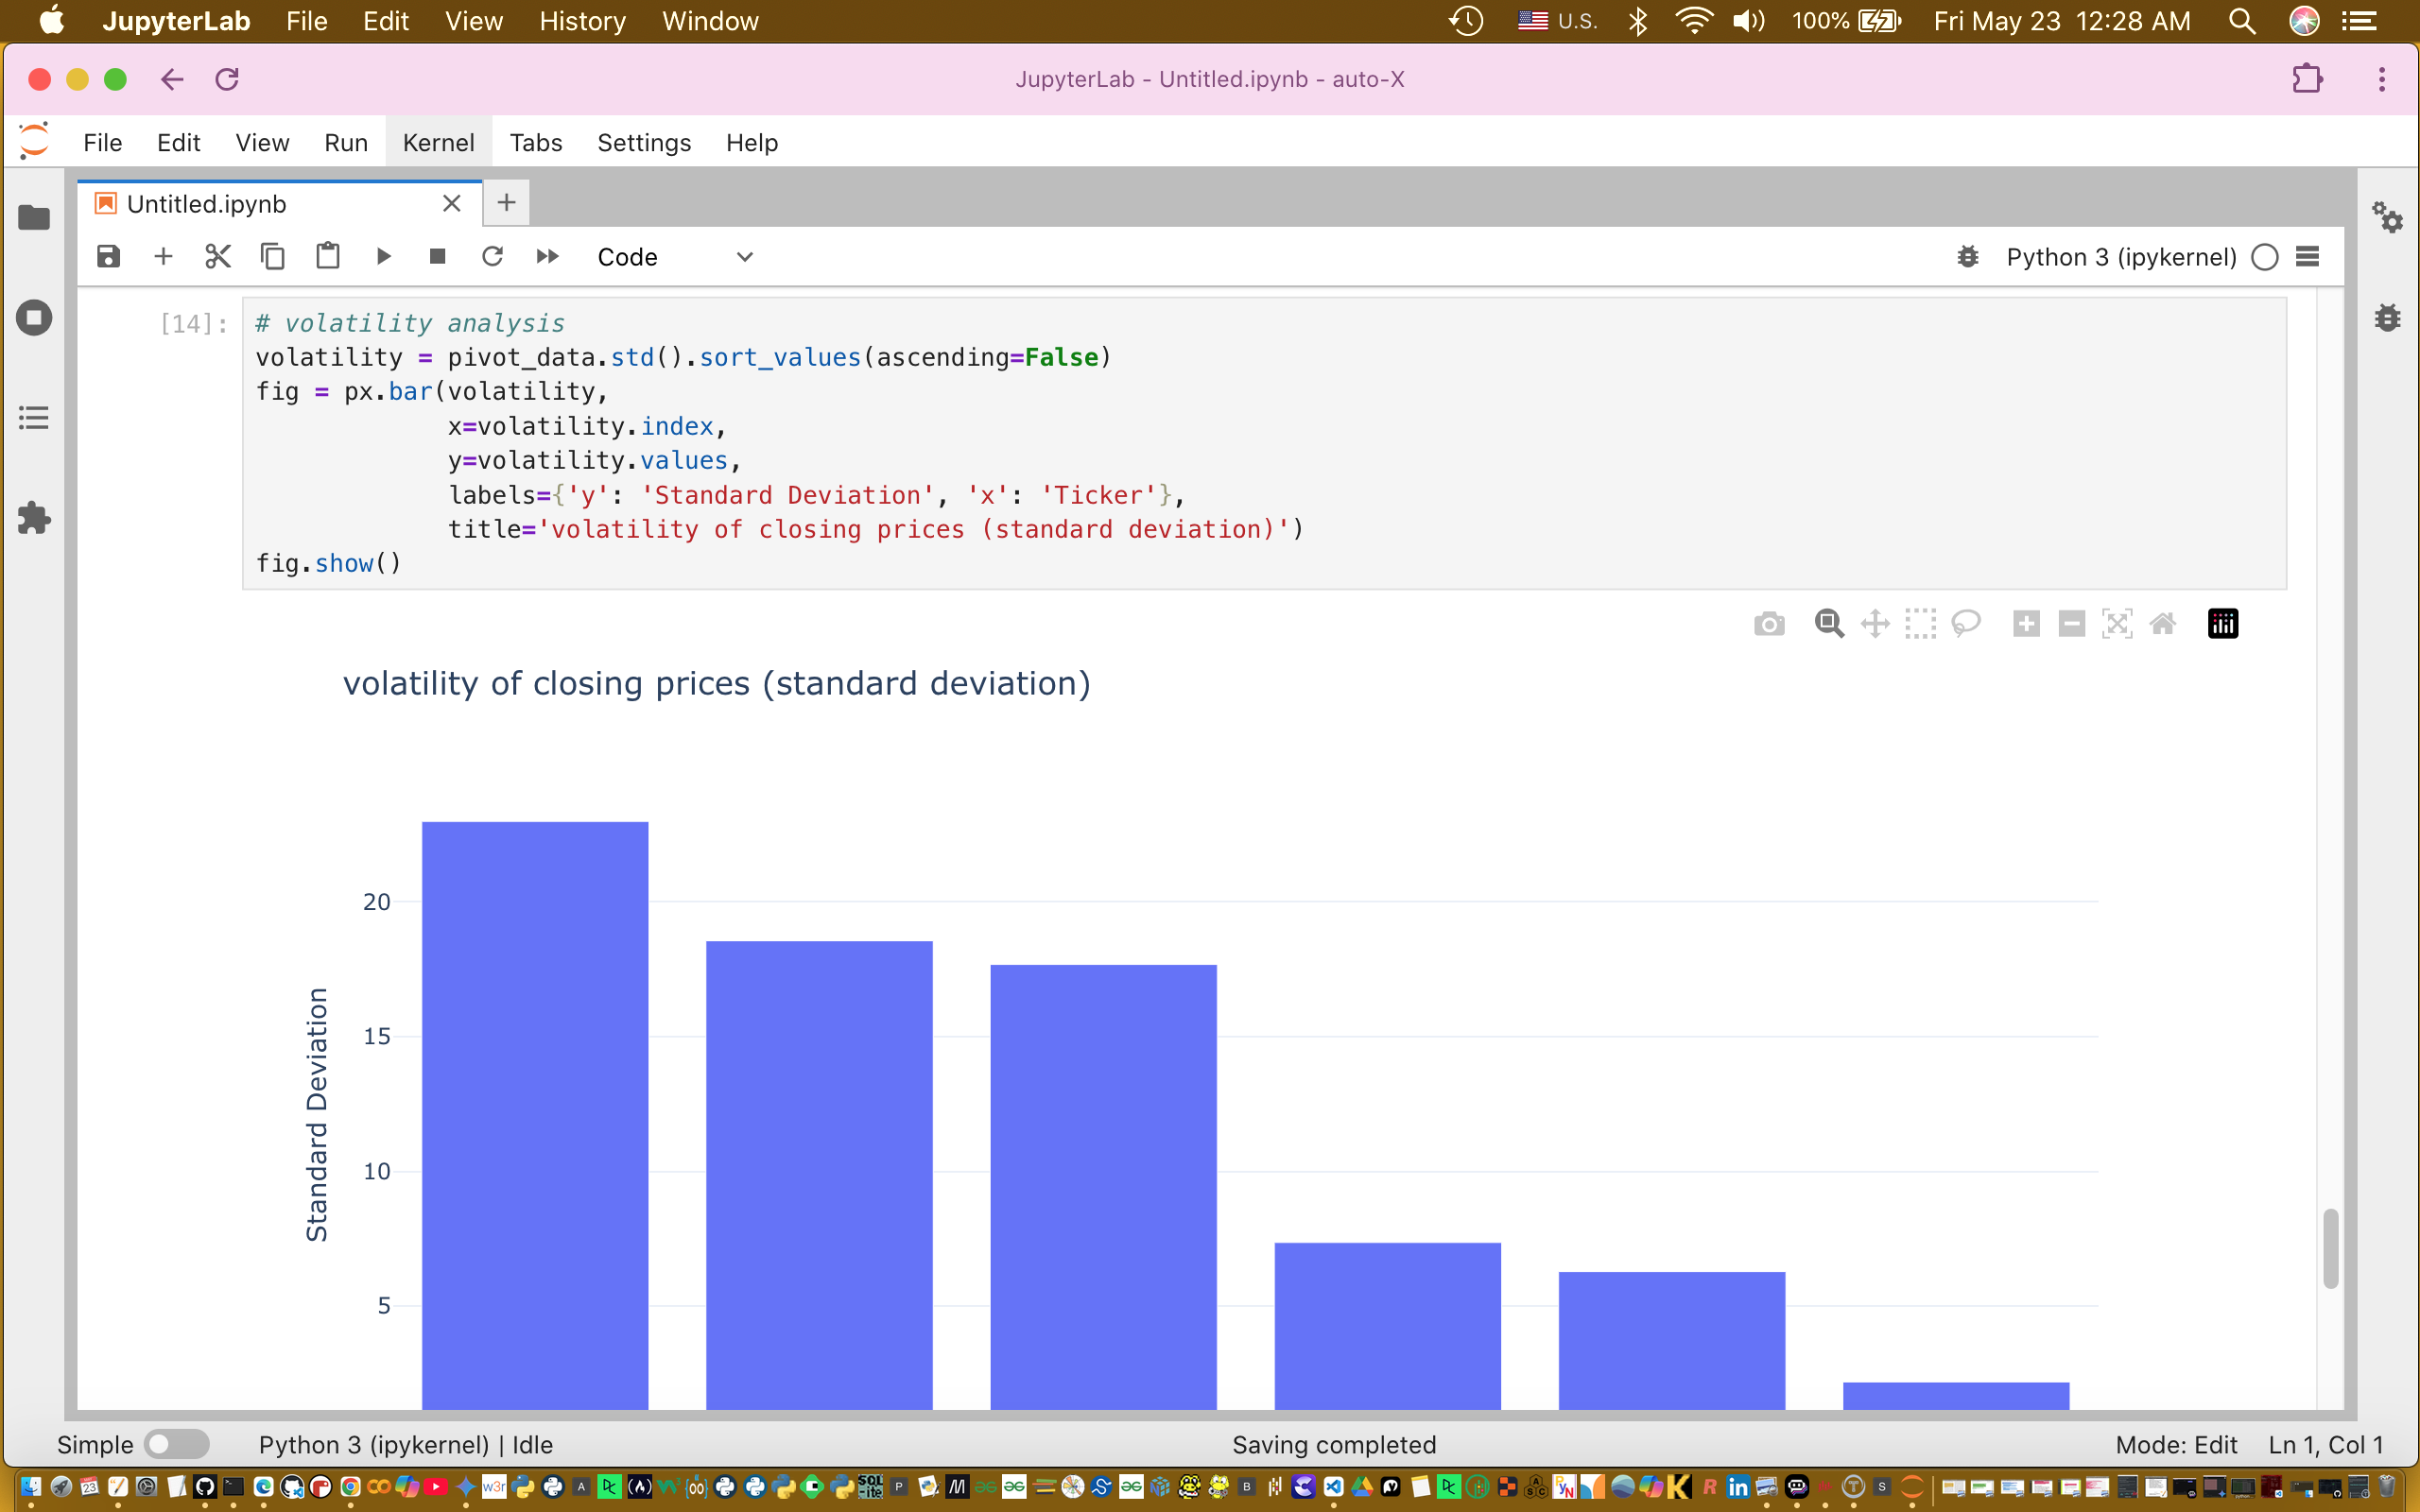 JupyterLab File Edit View History Window U.S. 100% Fri May 23 12:28 AM
JupyterLab - Untitled.ipynb - auto-X
File Edit View Run Kernel Tabs Settings Help
Untitled.ipynb
Code Python 3 (ipykernel)
[14]: # volatility analysis
volatility = pivot_data.std().sort_values(ascending=False)
fig = px.bar(volatility,
x=volatility.index,
y=volatility.values,
labels={'y': 'Standard Deviation', 'x': 'Ticker'},
title='volatility of closing prices (standard deviation)')
fig.show()
volatility of closing prices (standard deviation)
20
15
10
5
Standard Deviation
Simple Python 3 (ipykernel) | Idle Saving completed Mode: Edit Ln 1, Col 1